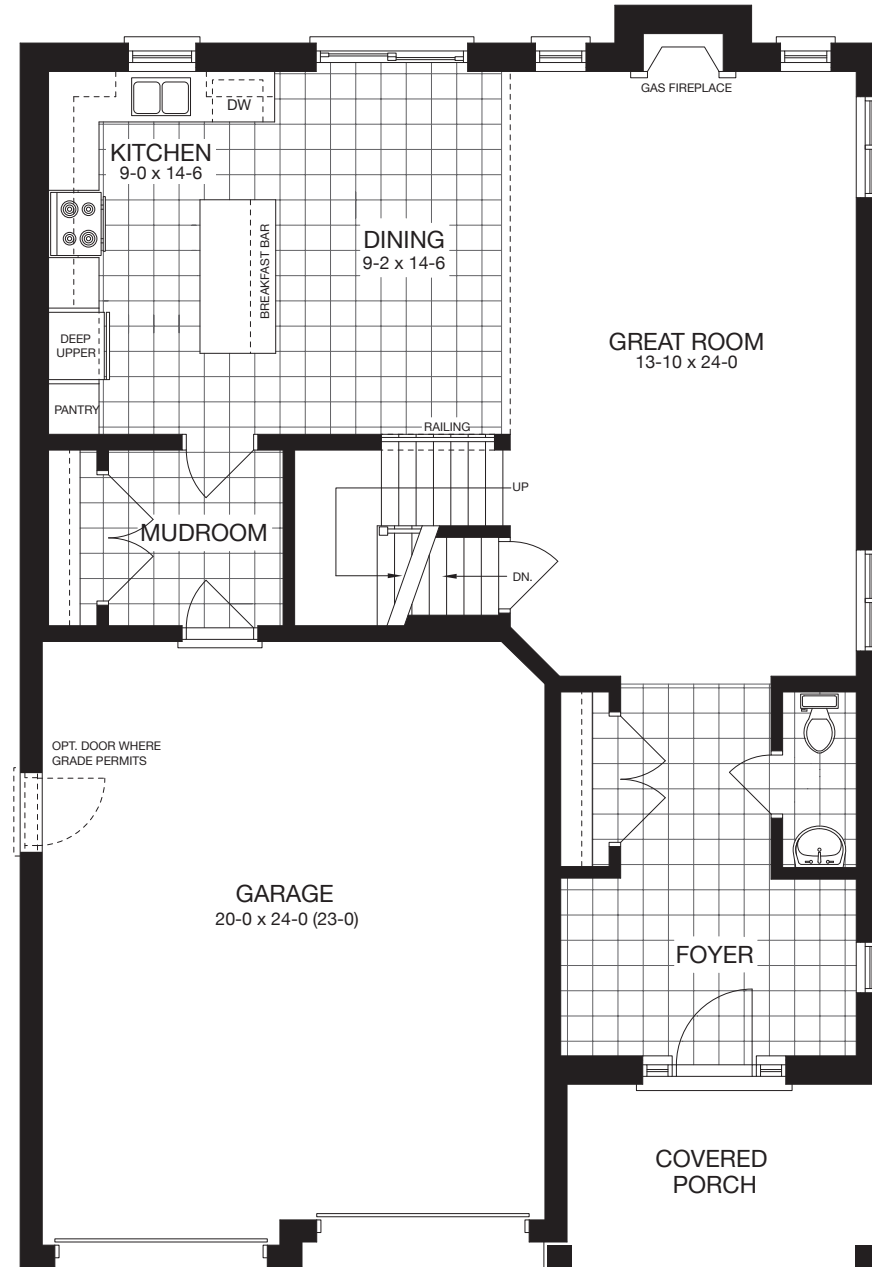 GAS FIREPLACE
DW
KITCHEN
9-0 x 14-6
BREAKFAST BAR
DINING
9-2 x 14-6
GREAT ROOM
13-10 x 24-0
DEEP
UPPER
PANTRY
RAILING
UP
MUDROOM
DN.
OPT. DOOR WHERE
GRADE PERMITS
GARAGE
20-0 x 24-0 (23-0)
FOYER
COVERED
PORCH